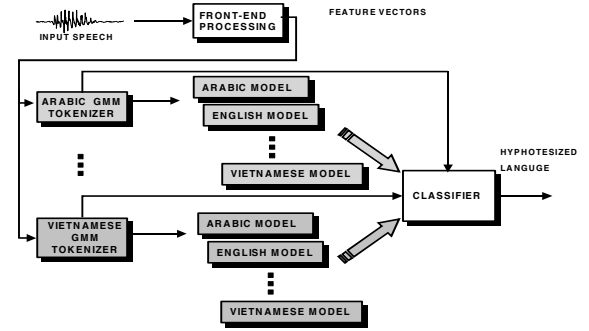 FRONT-END
PROCESSING
FEATURE VECTORS
INPUT SPEECH
ARABIC GMM
TOKENIZER
ARABIC MODEL
ENGLISH MODEL
VIETNAMESE MODEL
HYPHOTESIZED
LANGUGE
CLASSIFIER
VIETNAMESE
GMM
TOKENIZER
ARABIC MODEL
ENGLISH MODEL
VIETNAMESE MODEL